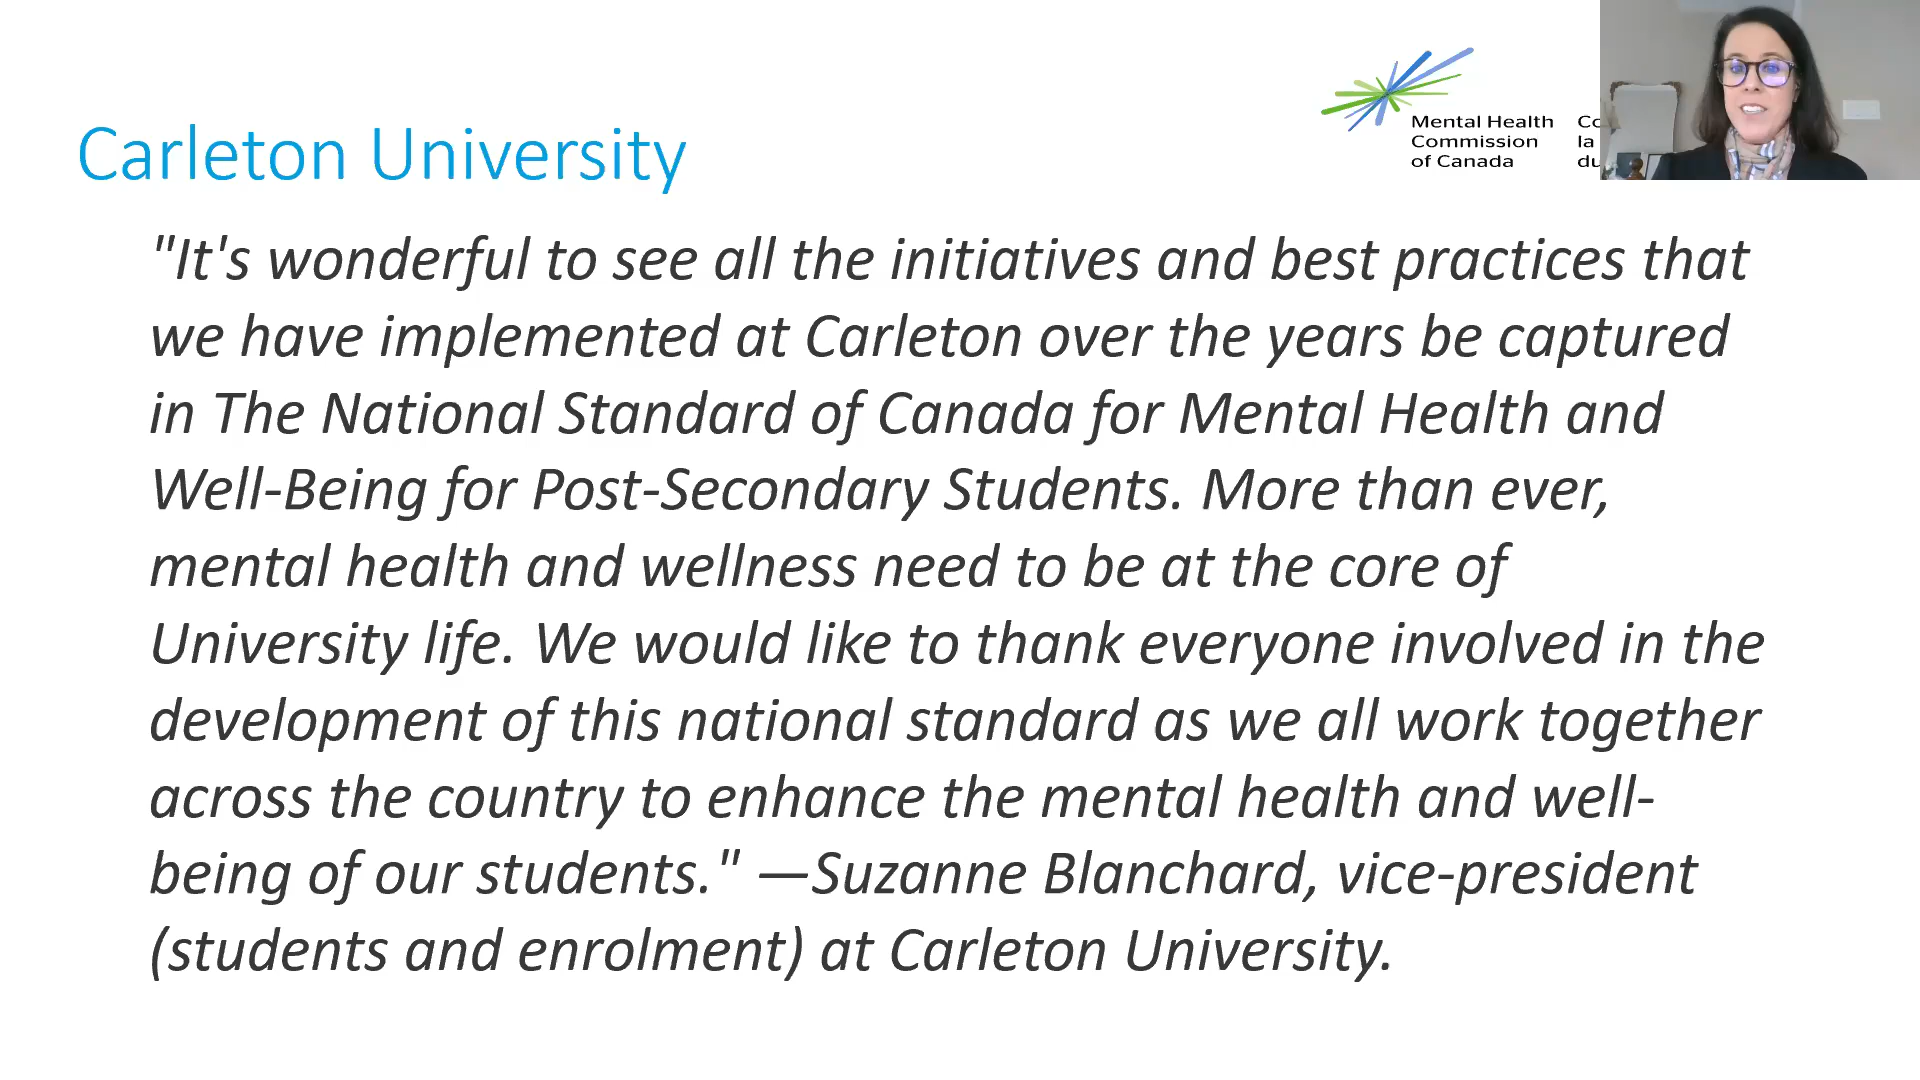 Mental Health
Commission
of Canada
la
du
Carleton University
"It's wonderful to see all the initiatives and best practices that
we have implemented at Carleton over the years be captured
in The National Standard of Canada for Mental Health and
Well-Being for Post-Secondary Students. More than ever,
mental health and wellness need to be at the core of
University life. We would like to thank everyone involved in the
development of this national standard as we all work together
across the country to enhance the mental health and well-
being of our students." —Suzanne Blanchard, vice-president
(students and enrolment) at Carleton University.